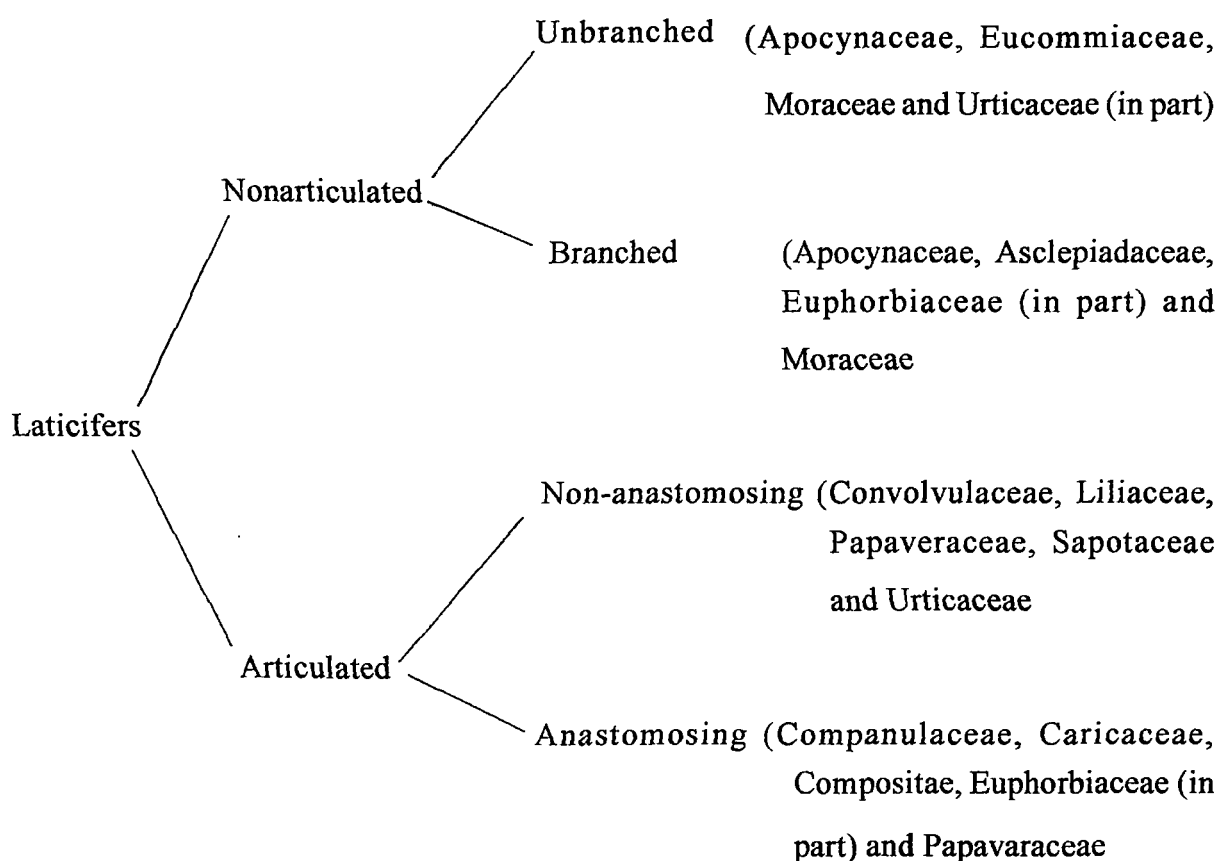 Unbranched (Apocynaceae, Eucommiaceae,
Moraceae and Urticaceae (in part)
Nonarticulated
Branched (Apocynaceae, Asclepiadaceae,
Euphorbiaceae (in part) and
Moraceae
Laticifers
Non-anastomosing (Convolvulaceae, Liliaceae,
Papaveraceae, Sapotaceae
and Urticaceae
Articulated
Anastomosing (Companulaceae, Caricaceae,
Compositae, Euphorbiaceae (in
part) and Papavaraceae